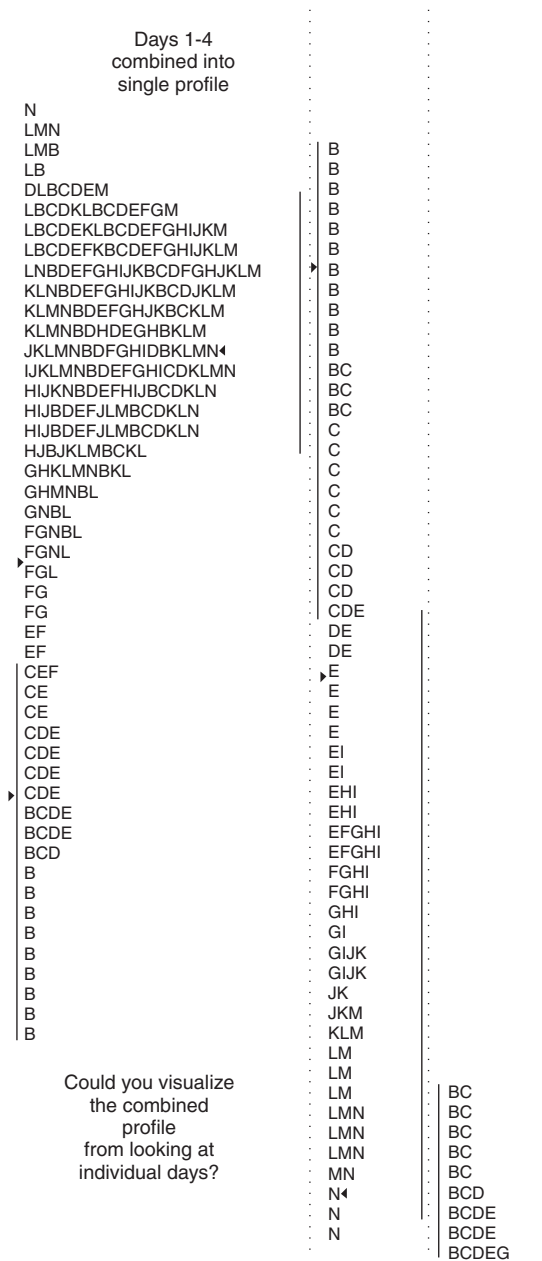 Days 1-4
combined into
single profile
N
LMN
LMB
LB
DLBCDEM
LBCDKLBCDEFGM
LBCDEKLBCDEFGHIJKM
LBCDEFKBCDEFGHIJKLM
LNBDEFGHIJKBCDFGHJKLM
KLNBDEFGHIJKBCDJKLM
KLMNBDEFGHJKBCKLM
KLMNBDHDEGHBKLM
JKLMNBDFGHIDBKLMN
IJKLMNBDEFGHICDKLMN
HIJKNBDEFHIJBCDKLN
HIJBDEFJLMBCDKLN
HIJBDEFJLMBCDKLN
HJBJKLMBCKL
GHKLMNBKL
GHMNBL
GNBL
FGNBL
FGNL
FGL
FG
FG
EF
EF
CEF
CE
CE
CDE
CDE
CDE
CDE
BCDE
BCDE
BCD
B
B
B
B
B
B
B
B
B
Could you visualize
the combined
profile
from looking at
individual days?
B
B
B
B
B
B
B
B
B
B
B
BC
BC
BC
C
C
C
C
C
C
CD
CD
CD
CDE
DE
DE
E
E
E
E
EI
EI
EHI
EHI
EFGHI
EFGHI
FGHI
FGHI
GHI
GI
GIJK
GIJK
JK
JKM
KLM
LM
LM
LM
LMN
LMN
LMN
MN
N
N
N
BC
BC
BC
BC
BC
BCD
BCDE
BCDE
BCDEG